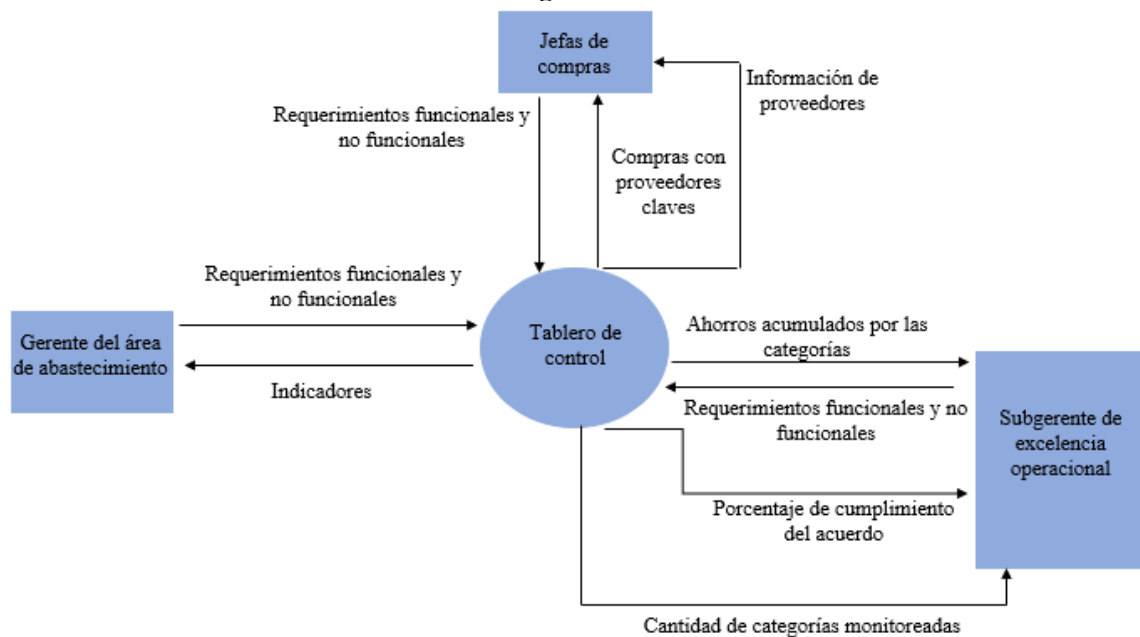 Jefas de
compras
Información de
proveedores
Requerimientos funcionales y
no funcionales
Compras con
proveedores
claves
Requerimientos funcionales y
no funcionales
Gerente del área
de abastecimiento
Indicadores
Tablero de
control
Ahorros acumulados por las
categorías
Requerimientos funcionales y no
funcionales
Subgerente de
excelencia
operacional
Porcentaje de cumplimiento
del acuerdo
Cantidad de categorías monitoreadas